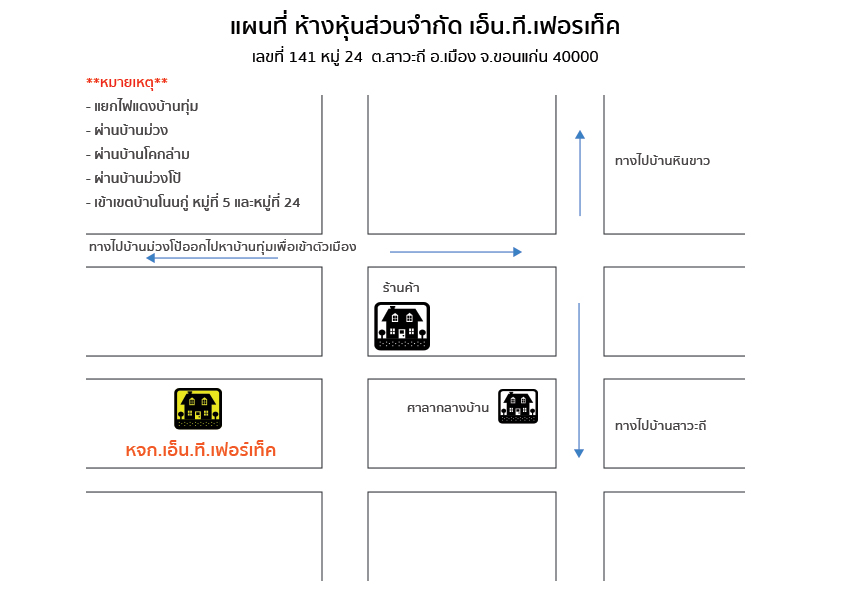 แผนที่ ห้างหุ้นส่วนจำกัด เอ็น.ที.เฟอรเท็ค
เลขที่ 141 หมู่ 24 ต.สาวะถี อ.เมือง จ.ขอนแก่น 40000
**หมายเหตุ**
- แยกไฟแดงบ้านทุ่ม
- ผ่านบ้านม่วง
- ผ่านบ้านโคกล่าม
- ผ่านบ้านม่วงโป้
- เข้าเขตบ้านโนนกู่ หมู่ที่ 5 และหมู่ที่ 24
ทางไปบ้านหินขาว
ทางไปบ้านม่วงโป้ออกไปหาบ้านทุ่มเพื่อเข้าตัวเมือง
ร้านค้า
ศาลากลางบ้าน
ทางไปบ้านสาวะถี
หจก.เอ็น.ที.เฟอร์เท็ค